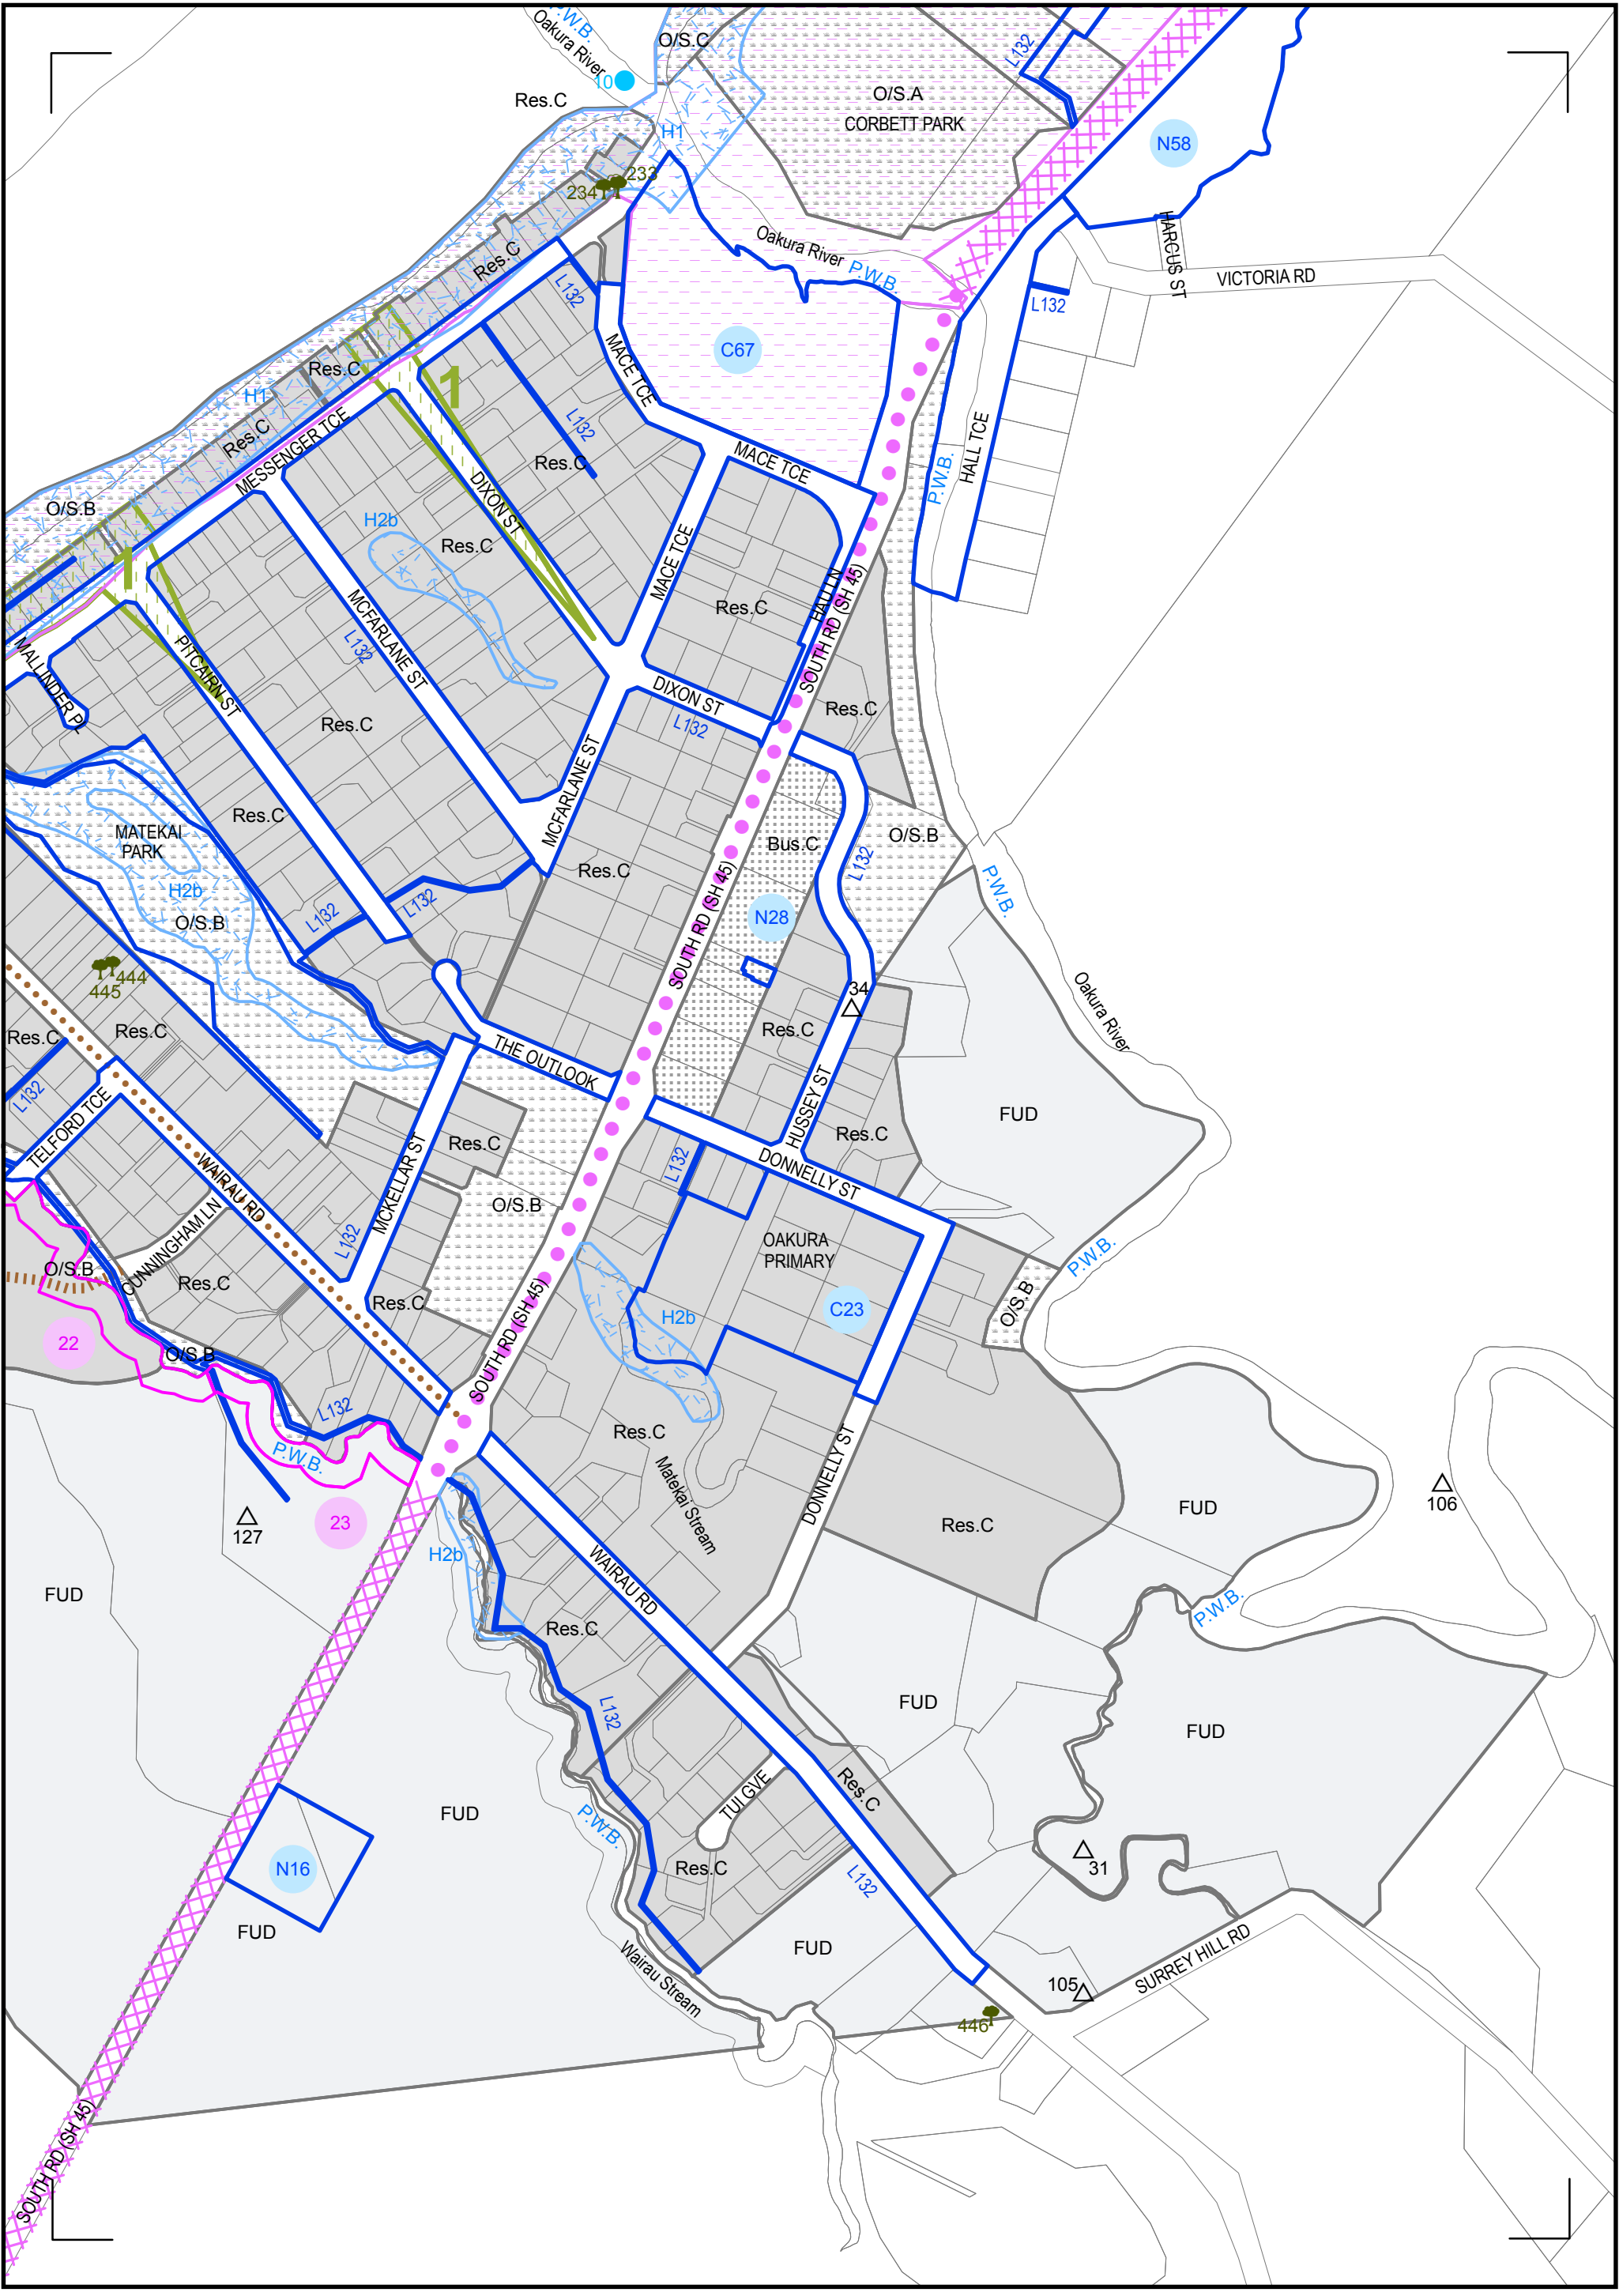 P.W.B.
Oakura River
O/S.C
10
Res.C
L132
O/S.A
CORBETT PARK
N58
H1
233
234
HARCUS ST
Oakura River
P.W.B.
VICTORIA RD
Res.C
L132
L132
MACE TCE
C67
Res.C
1
H1
Res.C
MESSENGER TCE
L132
Res.C
MACE TCE
HALL TCE
P.W.B.
DIXON ST
O/S.B
H2b
Res.C
MACE TCE
1
HALL LN
Res.C
SOUTH RD (SH 45)
MCFARLANE ST
L132
MALLINDER PL
PITCAIRN ST
DIXON ST
L132
Res.C
Res.C
MCFARLANE ST
Res.C
MATEKAI
PARK
Bus.C
O/S.B
L132
Res.C
H2b
O/S.B
L132
L132
SOUTH RD (SH 45)
N28
P.W.B.
444
445
34
Oakura River
Res.C
Res.C
Res.C
THE OUTLOOK
L132
TELFORD TCE
HUSSEY ST
FUD
Res.C
Res.C
MCKELLAR ST
L132
DONNELLY ST
WAIRAU RD
O/S.B
CUNNINGHAM LN
L132
OAKURA
PRIMARY
P.W.B.
O/S.B
Res.C
Res.C
SOUTH RD (SH 45)
H2b
C23
O/S.B
22
O/S.B
L132
Res.C
P.W.B.
Matekai Stream
DONNELLY ST
106
127
23
Res.C
FUD
H2b
WAIRAU RD
FUD
P.W.B.
Res.C
L132
FUD
FUD
FUD
P.W.B.
TUI GVE
Res.C
N16
Res.C
L132
31
FUD
Wairau Stream
FUD
SURREY HILL RD
105
446
SOUTH RD (SH 45)